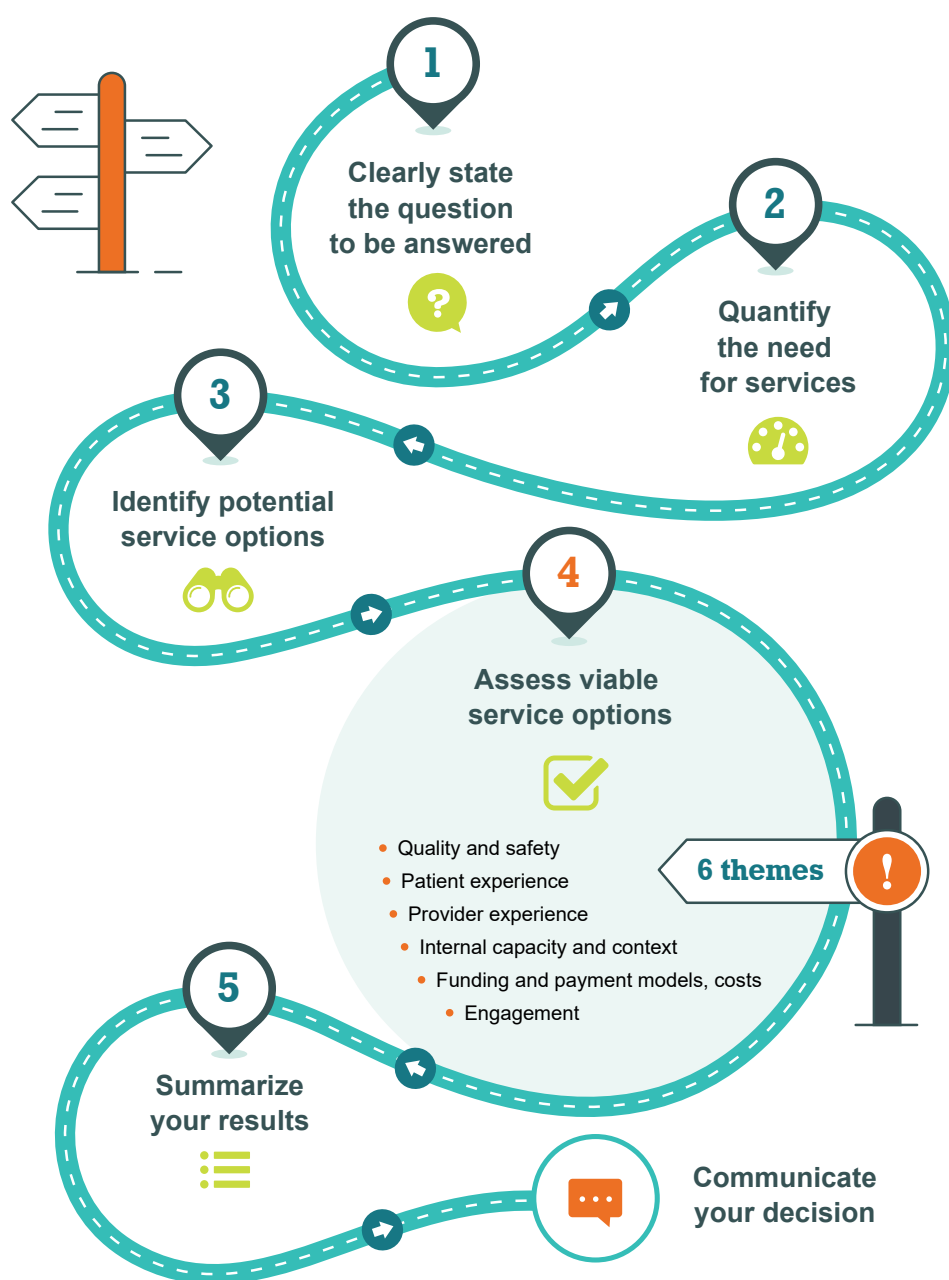 1
Clearly state
the question
to be answered
?
2
Quantify
the need
for services
3
Identify potential
service options
4
Assess viable
service options
• Quality and safety
• Patient experience
• Provider experience
• Internal capacity and context
• Funding and payment models, costs
• Engagement
6 themes
!
5
Summarize
your results
Communicate
your decision